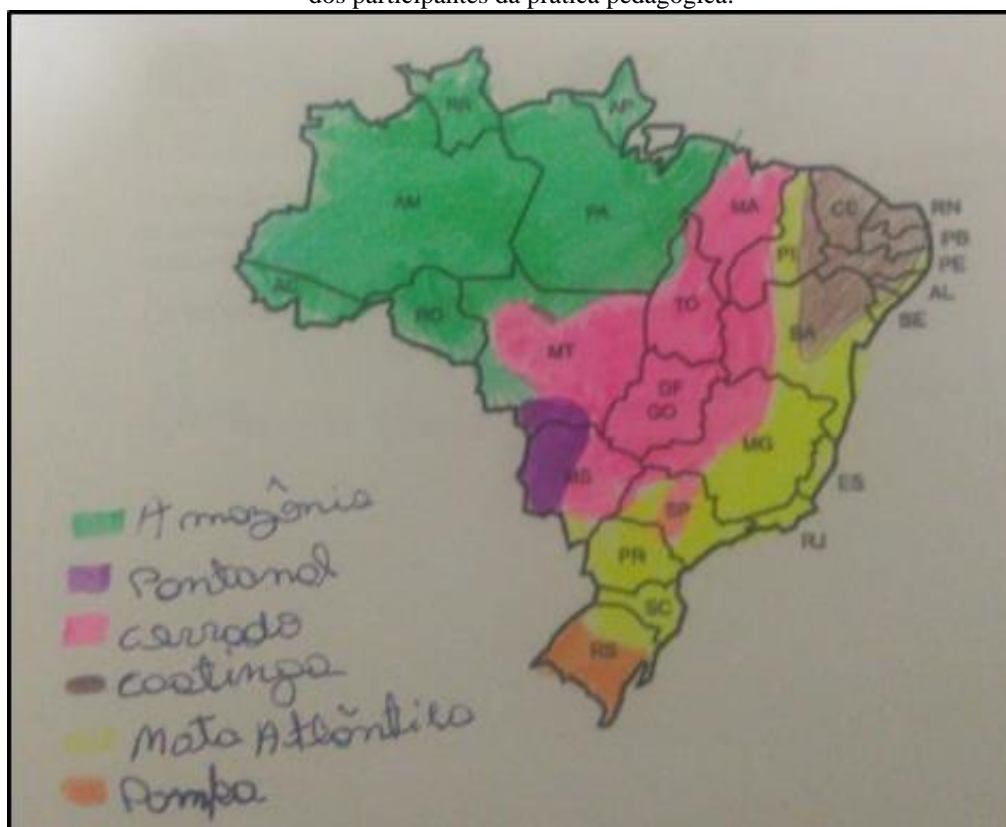 dos participantes da prática pedagógica.
RR
AP
AM
PA
MA
CE
RN
PB
PE
PI
AL
SE
AC
RO
TO
BA
MT
DF
GO
MG
MS
ES
SP
RJ
PR
SC
RS
Amazônia
Pantanal
cerrado
caatinga
Mata Atlântica
Pampa